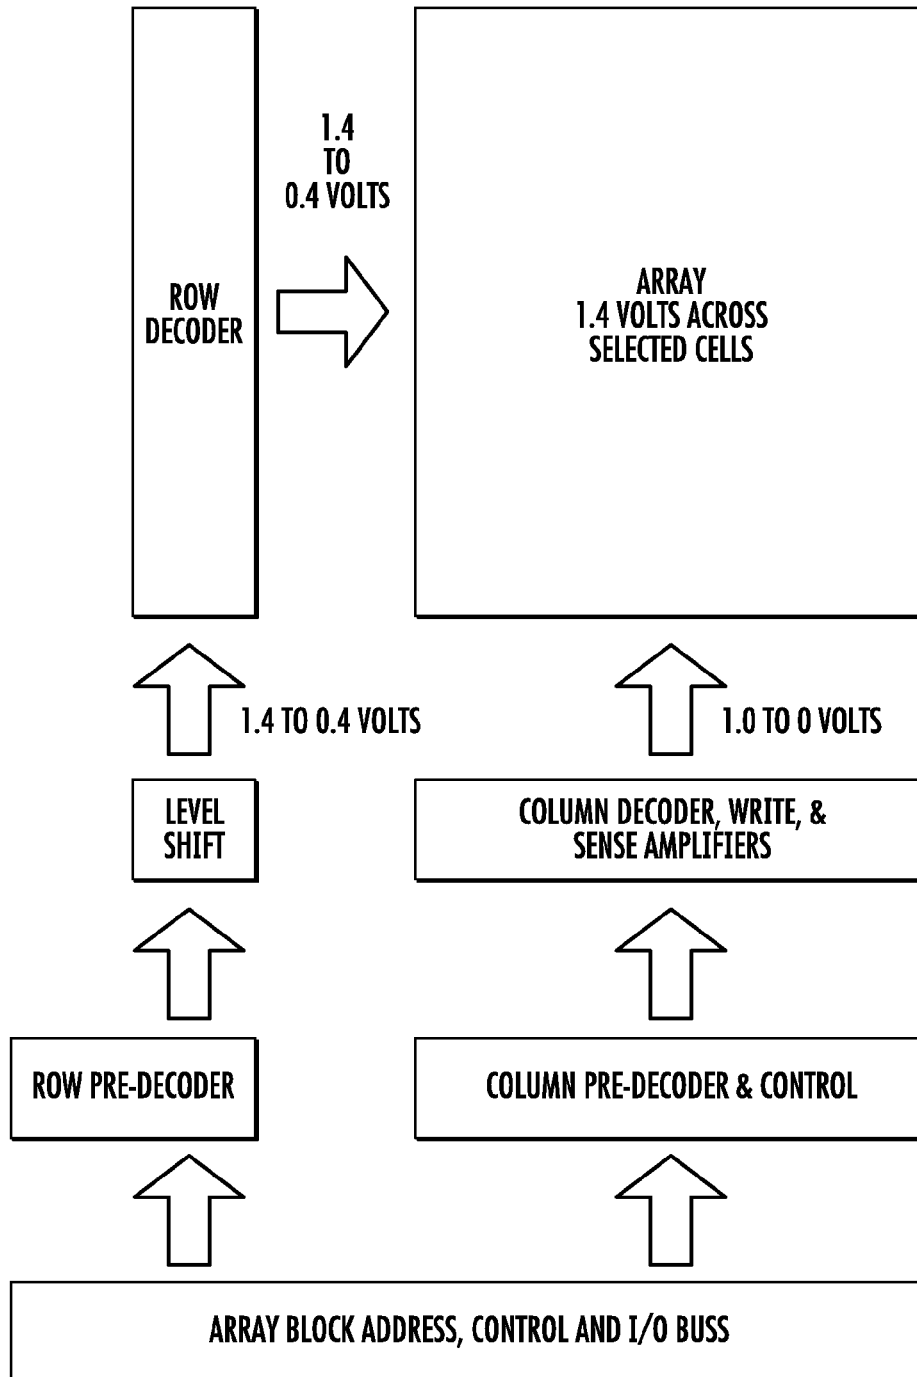 1.4
TO
0.4 VOLTS
ROW
DECODER
ARRAY
1.4 VOLTS ACROSS
SELECTED CELLS
1.4 TO 0.4 VOLTS
1.0 TO 0 VOLTS
LEVEL
SHIFT
COLUMN DECODER, WRITE, &
SENSE AMPLIFIERS
ROW PRE-DECODER
COLUMN PRE-DECODER & CONTROL
ARRAY BLOCK ADDRESS, CONTROL AND I/O BUSS